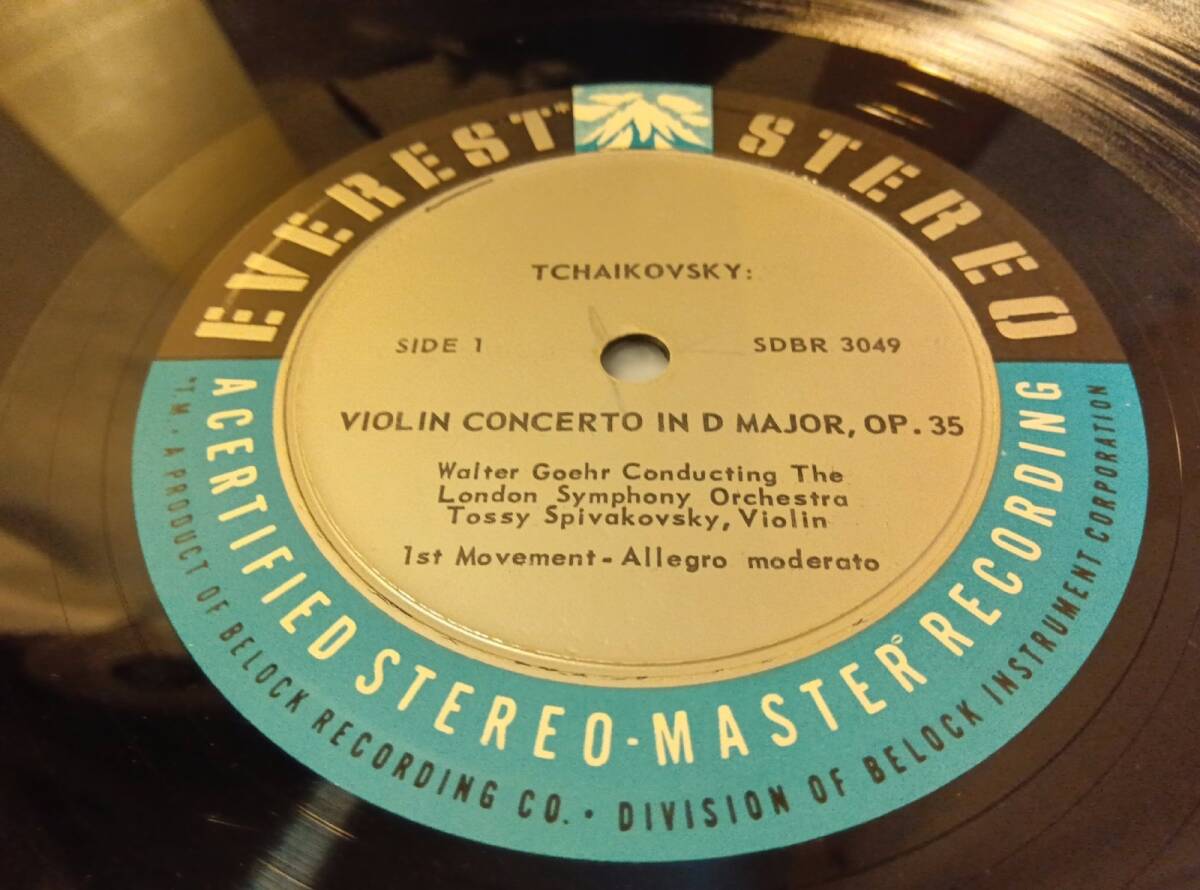 EVEREST* STEREO
TCHAIKOVSKY:
SIDE 1 SDBR 3049
VIOLIN CONCERTO IN D MAJOR, OP. 35
Walter Goehr Conducting The
London Symphony Orchestra
Tossy Spivakovsky, Violin
1st Movement - Allegro moderato
A CERTIFIED STEREO-MASTER RECORDING
*T.M. - A PRODUCT OF BELOCK RECORDING CO. • DIVISION OF BELOCK INSTRUMENT CORPORATION